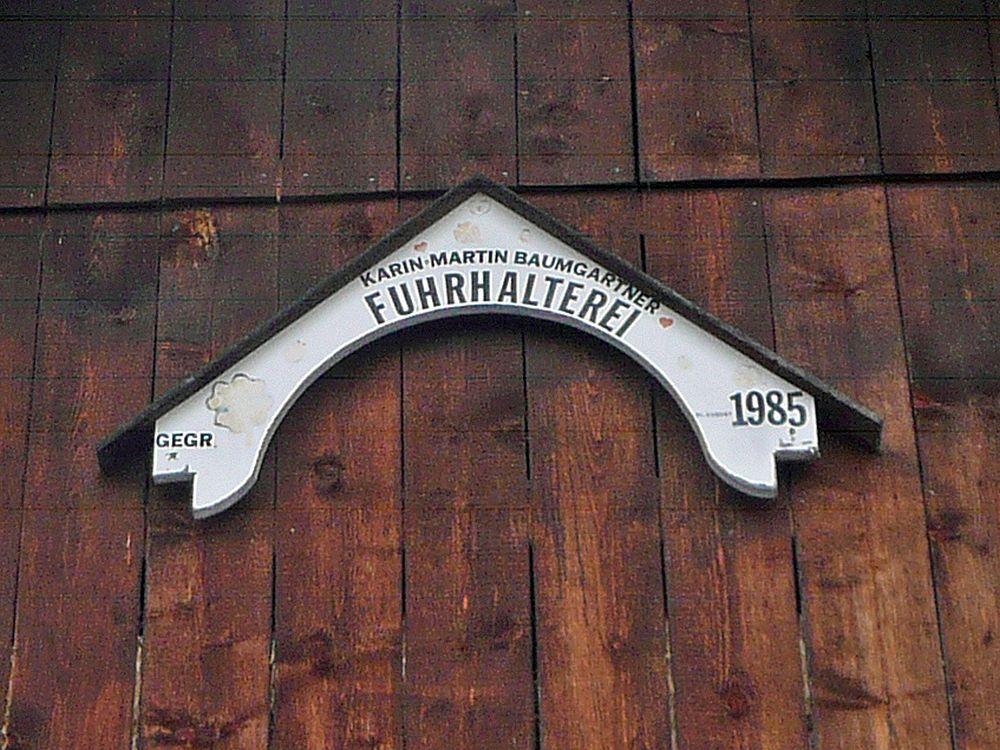 KARIN·MARTIN BAUMGARTNER
FUHRHALTEREI
GEGR.
1985